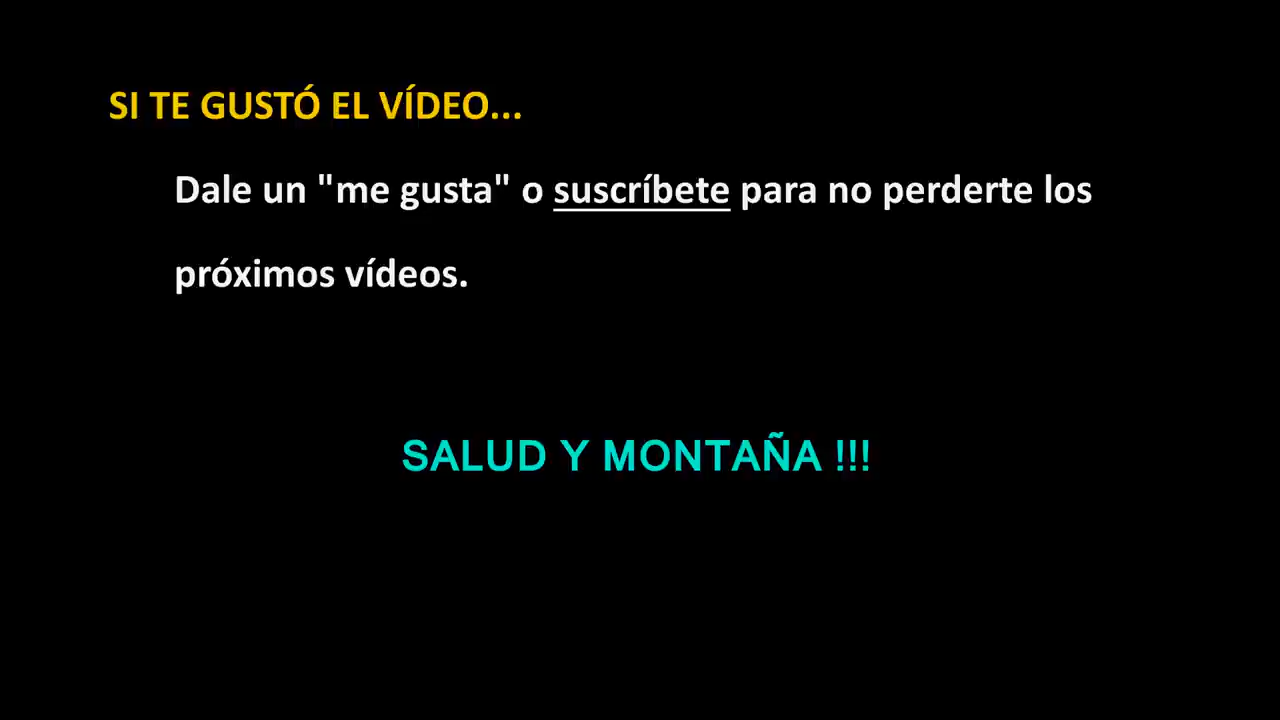 SI TE GUSTÓ EL VÍDEO...
Dale un "me gusta" o suscríbete para no perderte los
próximos vídeos.
SALUD Y MONTAÑA !!!